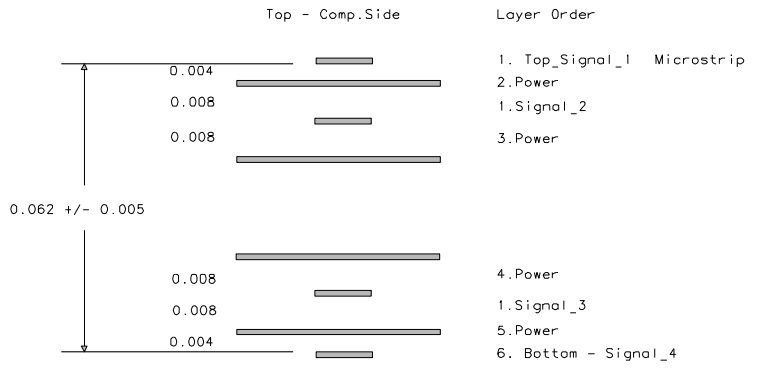 Top - Comp.Side Layer Order
1. Top_Signal_1 Microstrip
0.004
2.Power
0.008 1.Signal_2
0.008 3.Power
0.062 +/- 0.005
0.008 4.Power
0.008 1.Signal_3
5.Power
0.004
6. Bottom - Signal_4